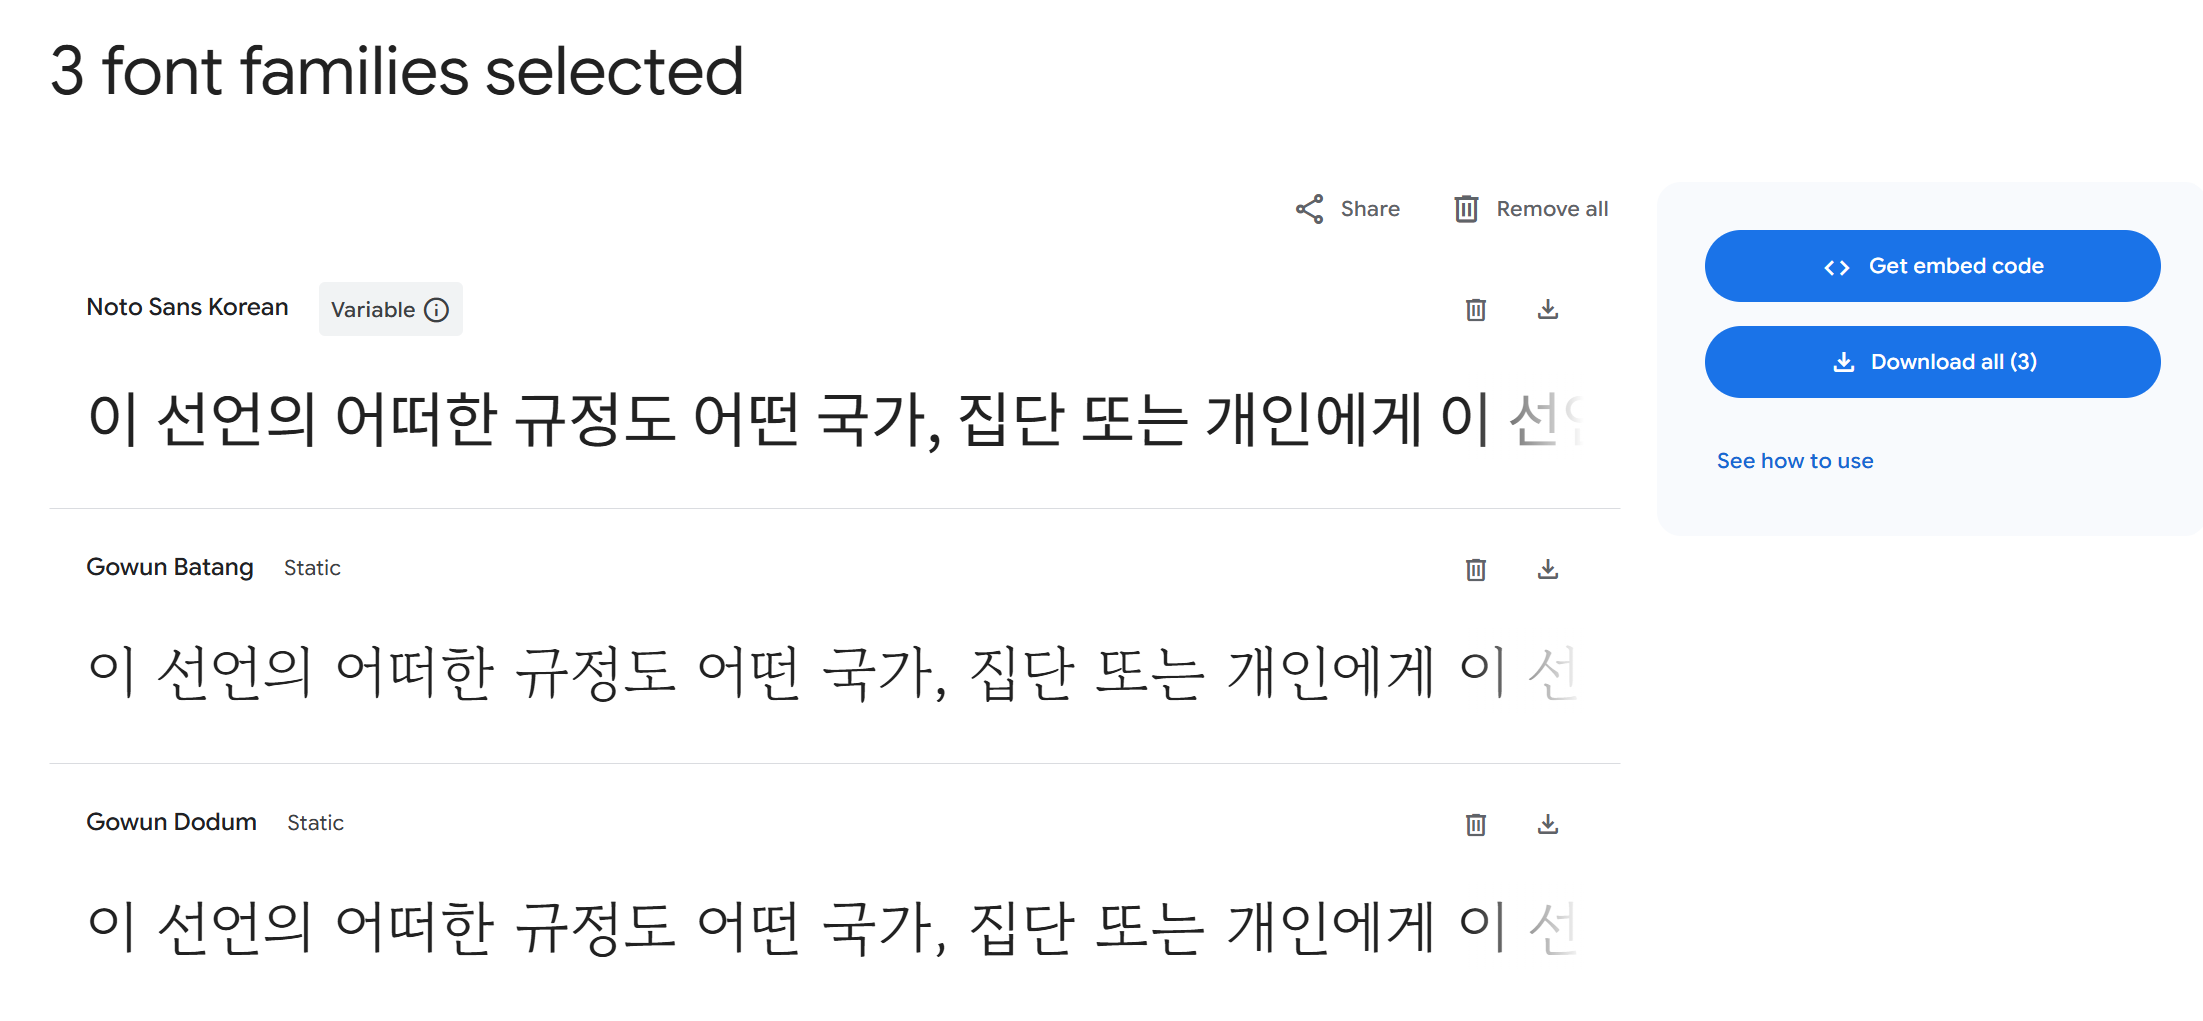 3 font families selected
Share
Remove all
Get embed code
Download all (3)
See how to use
Noto Sans Korean Variable
이 선언의 어떠한 규정도 어떤 국가, 집단 또는 개인에게 이 선언
Gowun Batang Static
이 선언의 어떠한 규정도 어떤 국가, 집단 또는 개인에게 이 선
Gowun Dodum Static
이 선언의 어떠한 규정도 어떤 국가, 집단 또는 개인에게 이 선